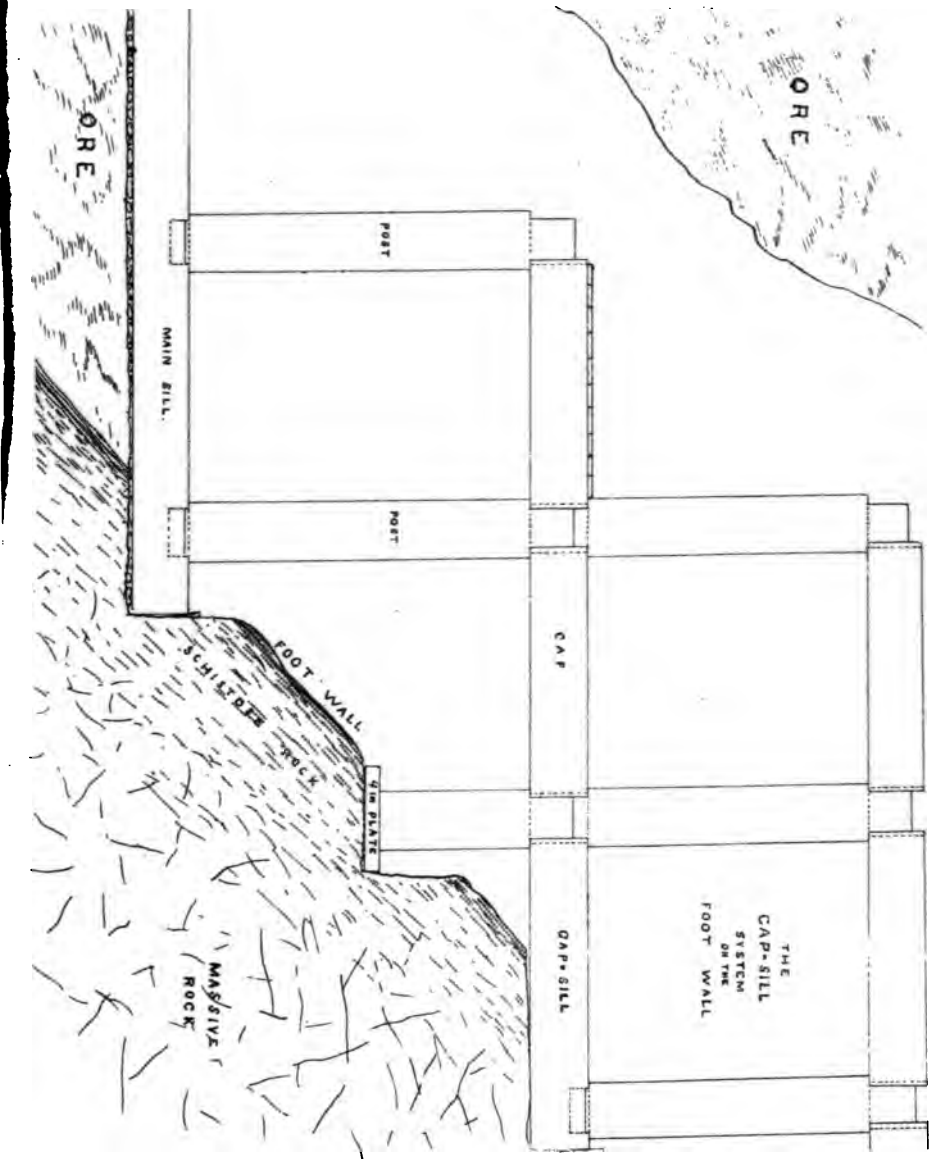 ORE
ORE
POST
MAIN SILL.
POST
CAP
FOOT WALL
SCHISTOSE ROCK
4 IN PLATE
CAP-SILL
THE
CAP-SILL
SYSTEM
ON THE
FOOT WALL
MASSIVE
ROCK